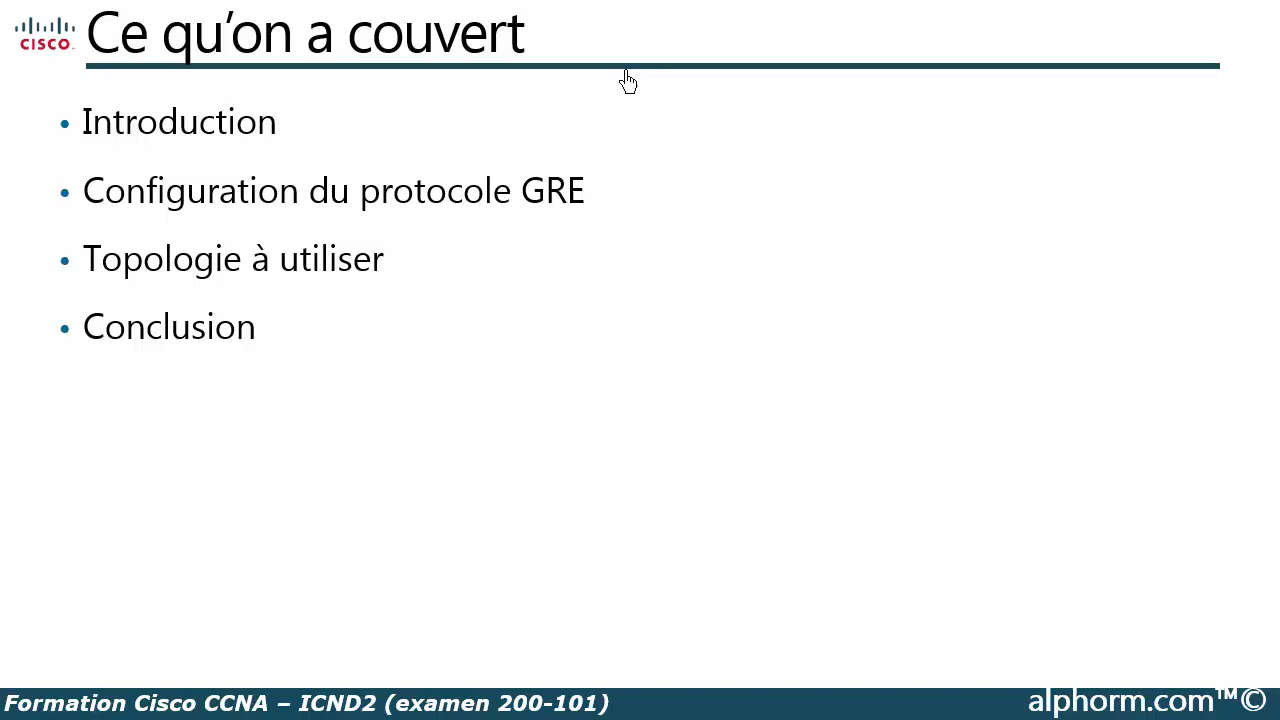 CISCO
Ce qu'on a couvert
• Introduction
• Configuration du protocole GRE
• Topologie à utiliser
• Conclusion
Formation Cisco CCNA – ICND2 (examen 200-101)
alphorm.com™©